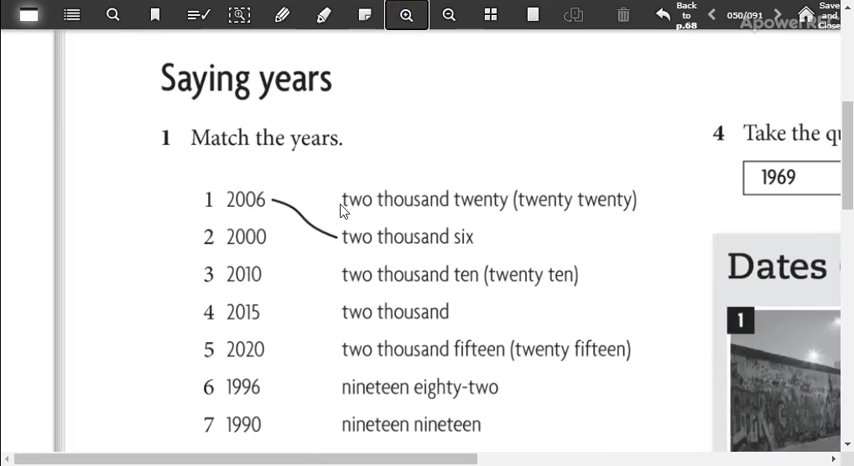 Back to p.68
050/091
Save and Close
ApowerREC
Saying years
1 Match the years.
1 2006 two thousand twenty (twenty twenty)
2 2000 two thousand six
3 2010 two thousand ten (twenty ten)
4 2015 two thousand
5 2020 two thousand fifteen (twenty fifteen)
6 1996 nineteen eighty-two
7 1990 nineteen nineteen
4 Take the qu
1969
Dates
1